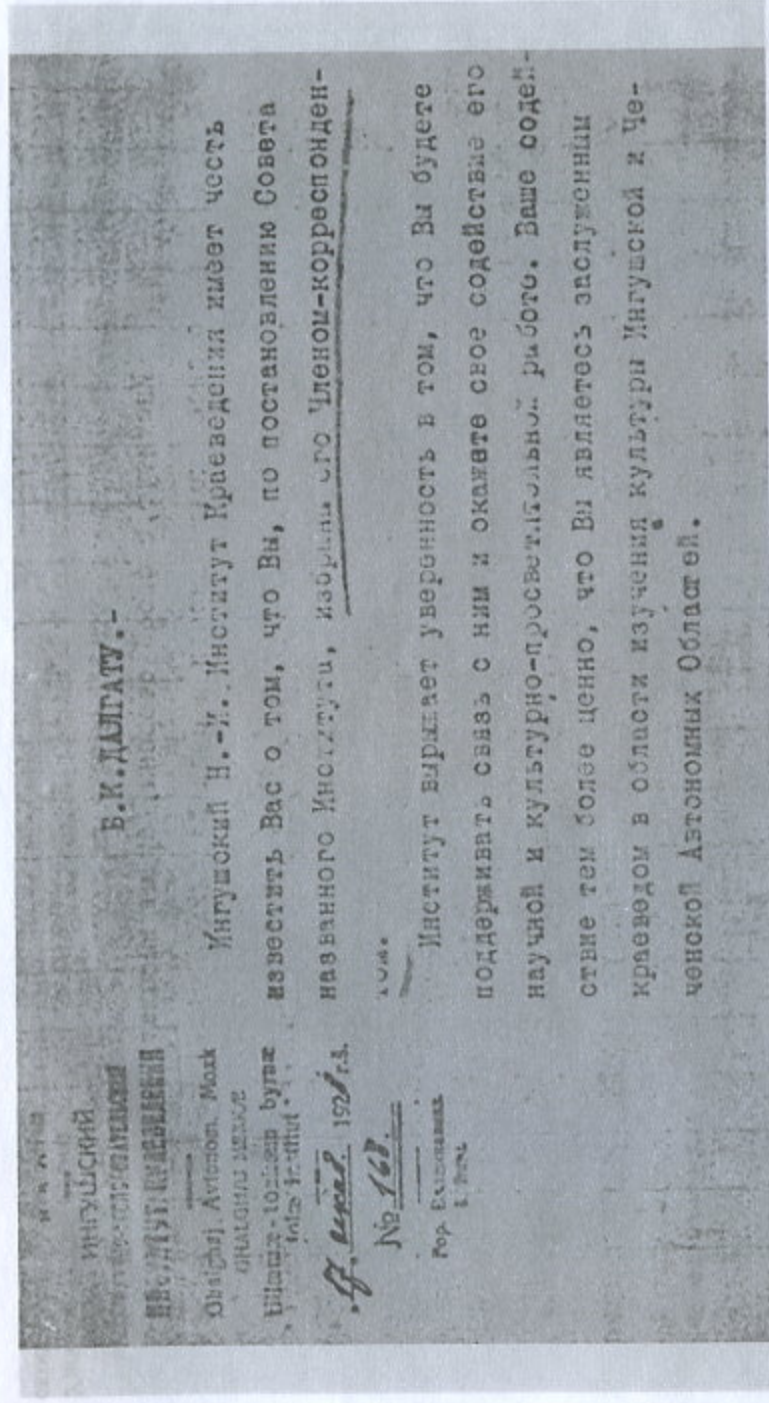 ИНГУШСКИЙ
ИНСТИТУТ КРАЕВЕДЕНИЯ
Avtonom. Moxk
№ 168.
Б.К.ДАЛГАТУ.-
Ингушский Н.-И. Институт Краеведения имеет честь
известить Вас о том, что Вы, по постановлению Совета
названного Института, избраны его Членом-корреспонден-
том.
Институт выражает уверенность в том, что Вы будете
поддерживать связь с ним и окажете свое содействие его
научной и культурно-просветительной работе. Ваше содей-
ствие тем более ценно, что Вы являетесь заслуженным
краеведом в области изучения культуры Ингушской и Че-
ченской Автономных Областей.